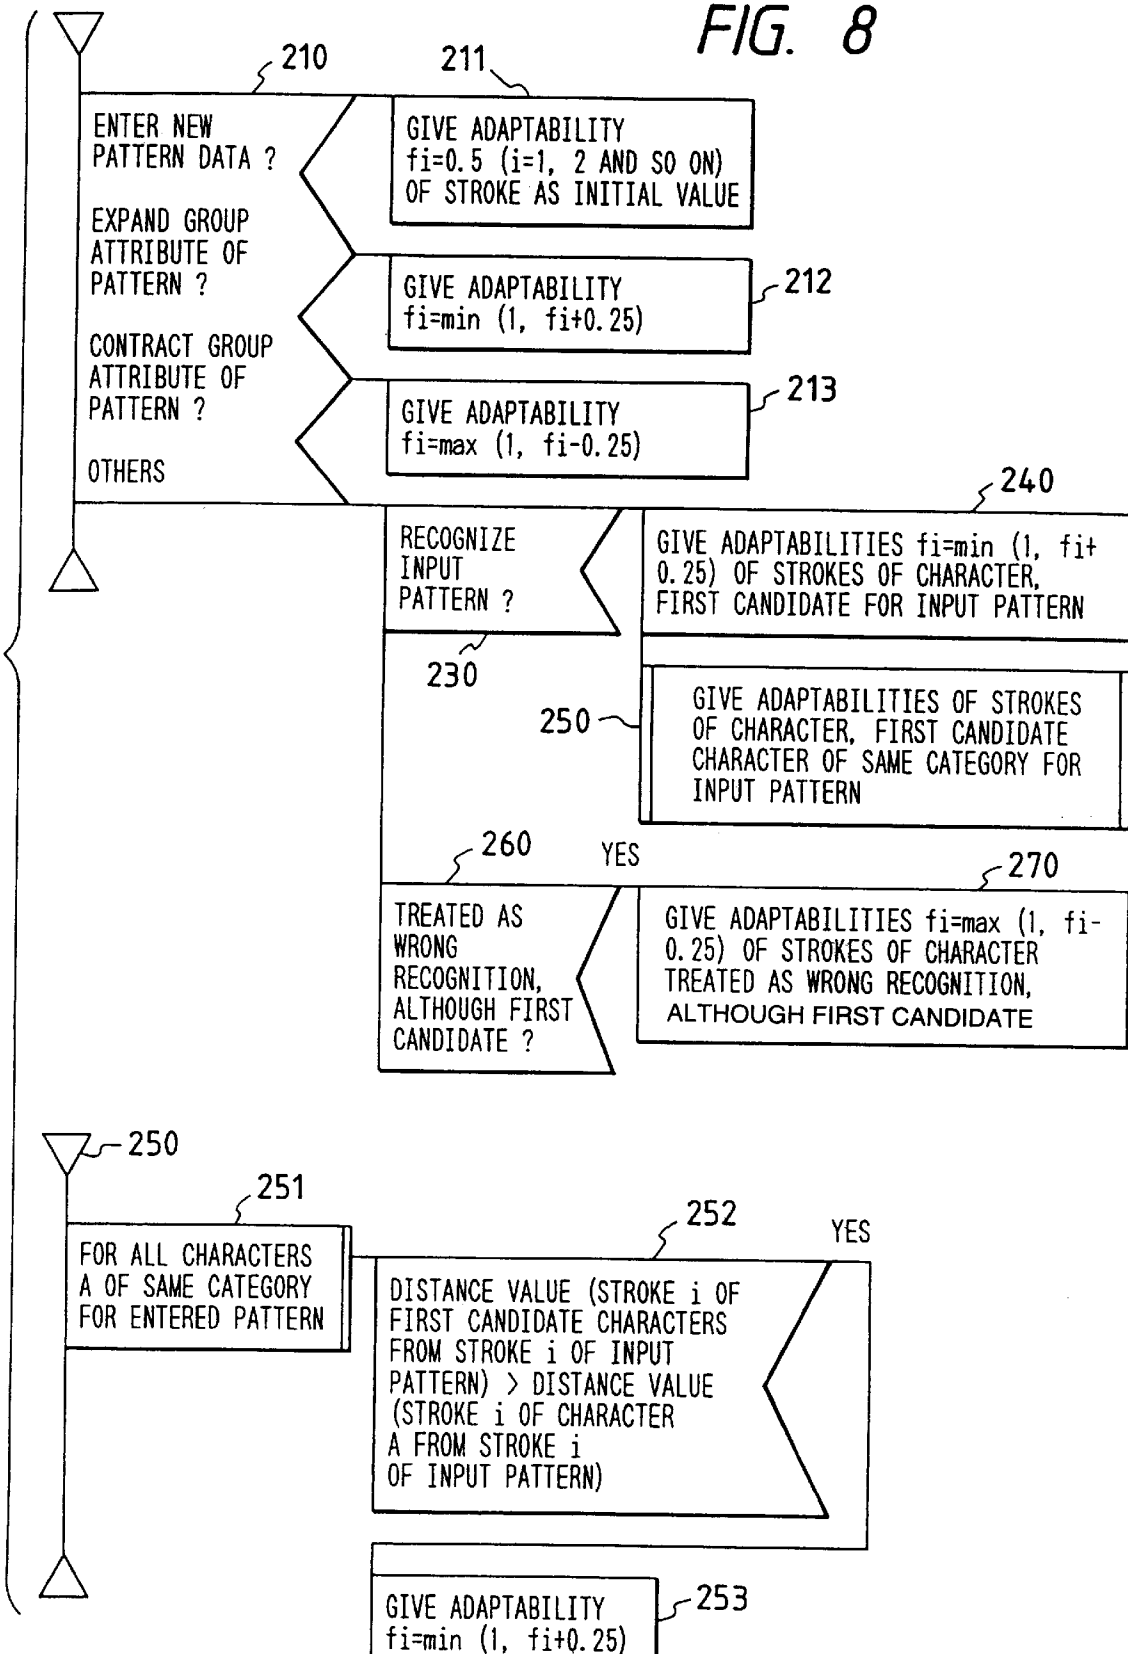 FIG. 8
210
211
ENTER NEW
PATTERN DATA ?
EXPAND GROUP
ATTRIBUTE OF
PATTERN ?
CONTRACT GROUP
ATTRIBUTE OF
PATTERN ?
OTHERS
GIVE ADAPTABILITY
fi=0.5 (i=1, 2 AND SO ON)
OF STROKE AS INITIAL VALUE
GIVE ADAPTABILITY
fi=min (1, fi+0.25)
212
GIVE ADAPTABILITY
fi=max (1, fi-0.25)
213
RECOGNIZE
INPUT
PATTERN ?
230
240
GIVE ADAPTABILITIES fi=min (1, fi+
0.25) OF STROKES OF CHARACTER,
FIRST CANDIDATE FOR INPUT PATTERN
250
GIVE ADAPTABILITIES OF STROKES
OF CHARACTER, FIRST CANDIDATE
CHARACTER OF SAME CATEGORY FOR
INPUT PATTERN
260
YES
TREATED AS
WRONG
RECOGNITION,
ALTHOUGH FIRST
CANDIDATE ?
270
GIVE ADAPTABILITIES fi=max (1, fi-
0.25) OF STROKES OF CHARACTER
TREATED AS WRONG RECOGNITION,
ALTHOUGH FIRST CANDIDATE
250
251
FOR ALL CHARACTERS
A OF SAME CATEGORY
FOR ENTERED PATTERN
252
YES
DISTANCE VALUE (STROKE i OF
FIRST CANDIDATE CHARACTERS
FROM STROKE i OF INPUT
PATTERN) > DISTANCE VALUE
(STROKE i OF CHARACTER
A FROM STROKE i
OF INPUT PATTERN)
253
GIVE ADAPTABILITY
fi=min (1, fi+0.25)